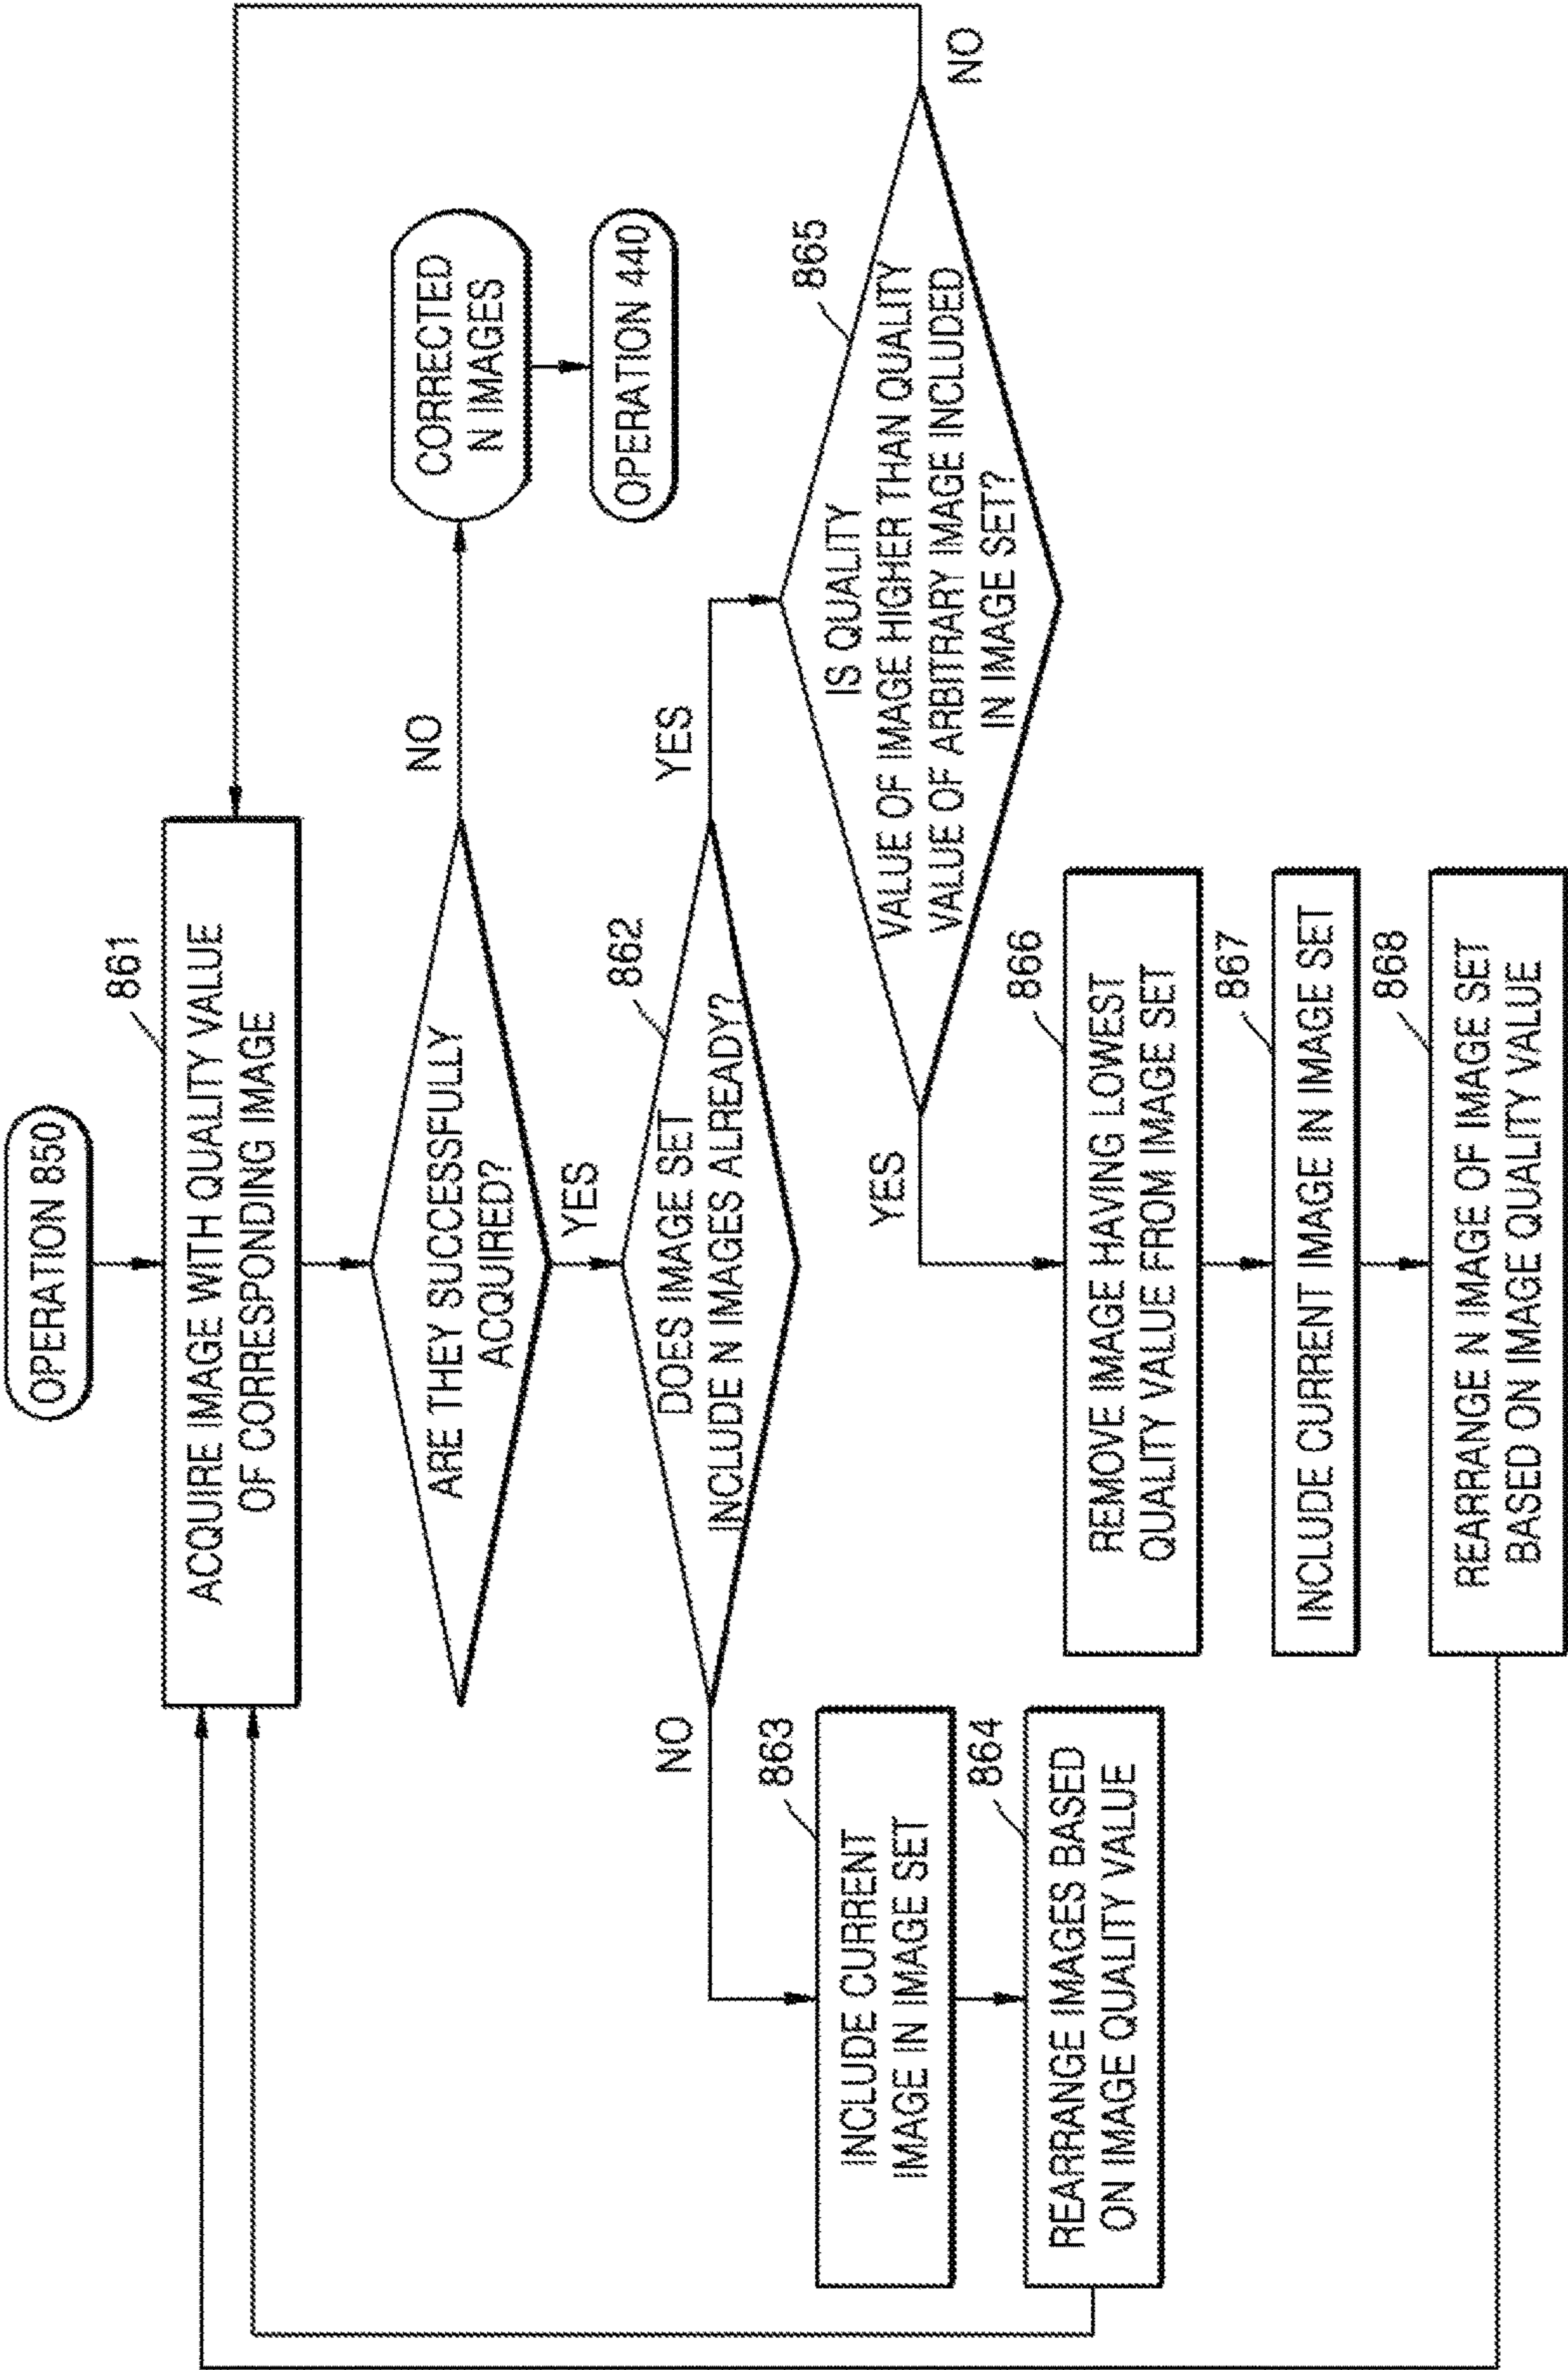 OPERATION 850
861
ACQUIRE IMAGE WITH QUALITY VALUE
OF CORRESPONDING IMAGE
ARE THEY SUCCESSFULLY
ACQUIRED?
NO
CORRECTED
N IMAGES
OPERATION 440
YES
862
DOES IMAGE SET
INCLUDE N IMAGES ALREADY?
NO
YES
863
INCLUDE CURRENT
IMAGE IN IMAGE SET
864
REARRANGE IMAGES BASED
ON IMAGE QUALITY VALUE
865
IS QUALITY
VALUE OF IMAGE HIGHER THAN QUALITY
VALUE OF ARBITRARY IMAGE INCLUDED
IN IMAGE SET?
NO
YES
866
REMOVE IMAGE HAVING LOWEST
QUALITY VALUE FROM IMAGE SET
867
INCLUDE CURRENT IMAGE IN IMAGE SET
868
REARRANGE N IMAGE OF IMAGE SET
BASED ON IMAGE QUALITY VALUE